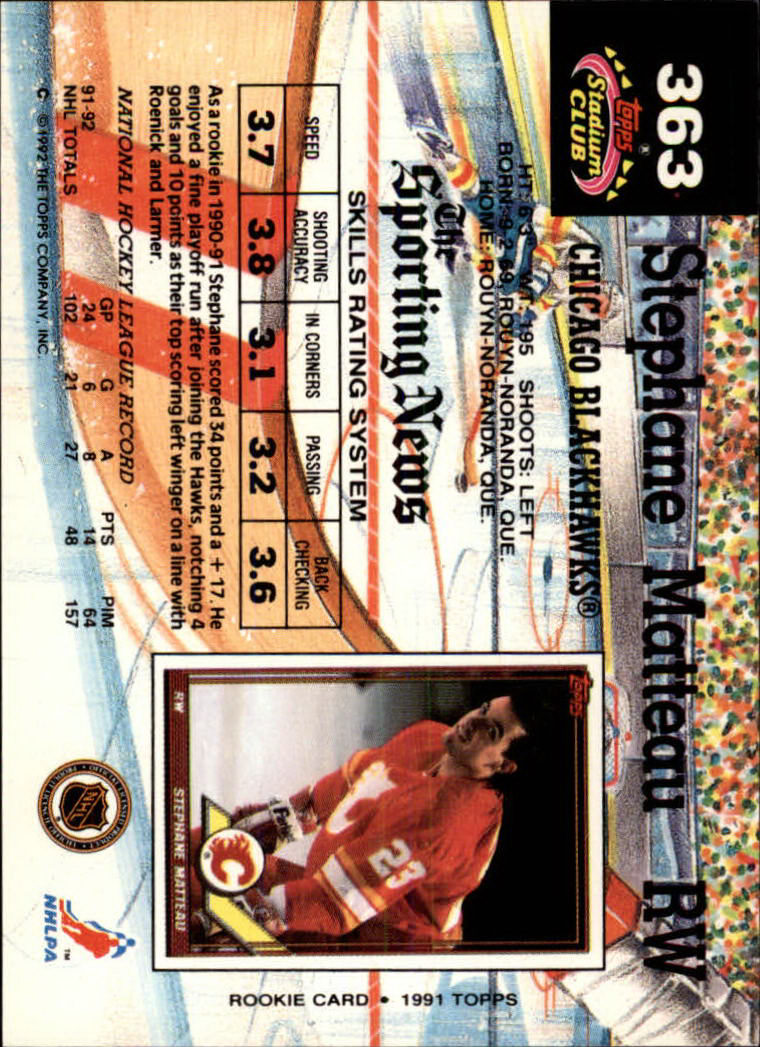 363
Topps®
Stadium
CLUB
Stephane Matteau RW
CHICAGO BLACKHAWKS®
HT: 6'3" WT: 195 SHOOTS: LEFT
BORN: 9-2-69, ROUYN-NORANDA, QUE.
HOME: ROUYN-NORANDA, QUE.
The
Sporting News
SKILLS RATING SYSTEM
SPEED SHOOTING ACCURACY IN CORNERS PASSING BACK CHECKING
3.7 3.8 3.1 3.2 3.6
As a rookie in 1990-91 Stephane scored 34 points and a + 17. He
enjoyed a fine playoff run after joining the Hawks, notching 4
goals and 10 points as their top scoring left winger on a line with
Roenick and Larmer.
NATIONAL HOCKEY LEAGUE RECORD
GP G A PTS PIM
91-92 24 6 8 14 64
NHL TOTALS 102 21 27 48 157
C ©1992 THE TOPPS COMPANY, INC.
Topps
23
C
RW STEPHANE MATTEAU
ROOKIE CARD • 1991 TOPPS
OFFICIAL LICENSED PRODUCT
NHL
NHLPA™